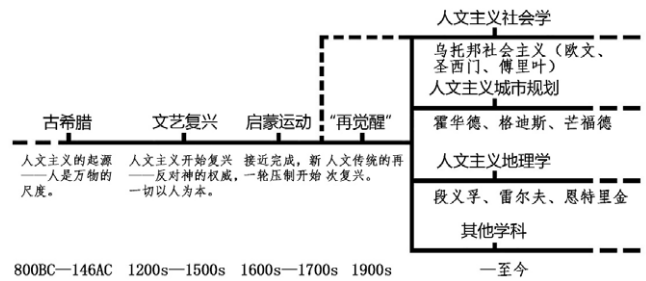 人文主义社会学
乌托邦社会主义（欧文、
圣西门、傅里叶）
人文主义城市规划
霍华德、格迪斯、芒福德
人文主义地理学
段义孚、雷尔夫、恩特里金
其他学科
古希腊
人文主义的起源
——人是万物的
尺度。
文艺复兴
人文主义开始复兴
——反对神的权威，
一切以人为本。
启蒙运动
接近完成，新
一轮压制开始
“再觉醒”
人文传统的再
次复兴。
800BC—146AC
1200s—1500s
1600s—1700s
1900s
—至今